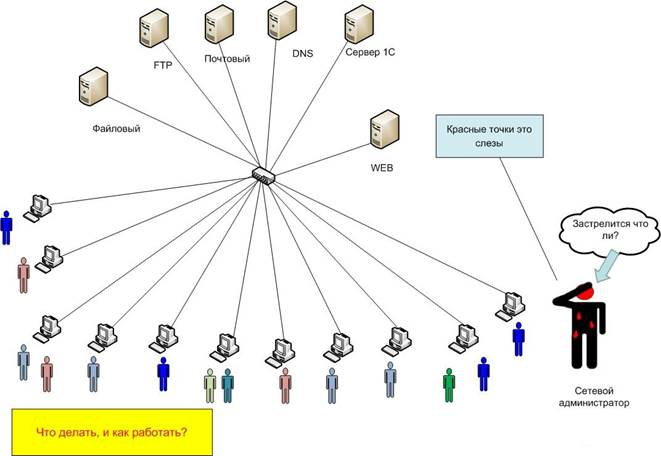 FTP
Почтовый
DNS
Сервер 1С
Файловый
WEB
Красные точки это
слезы
Застрелится что
ли?
Сетевой
администратор
Что делать, и как работать?